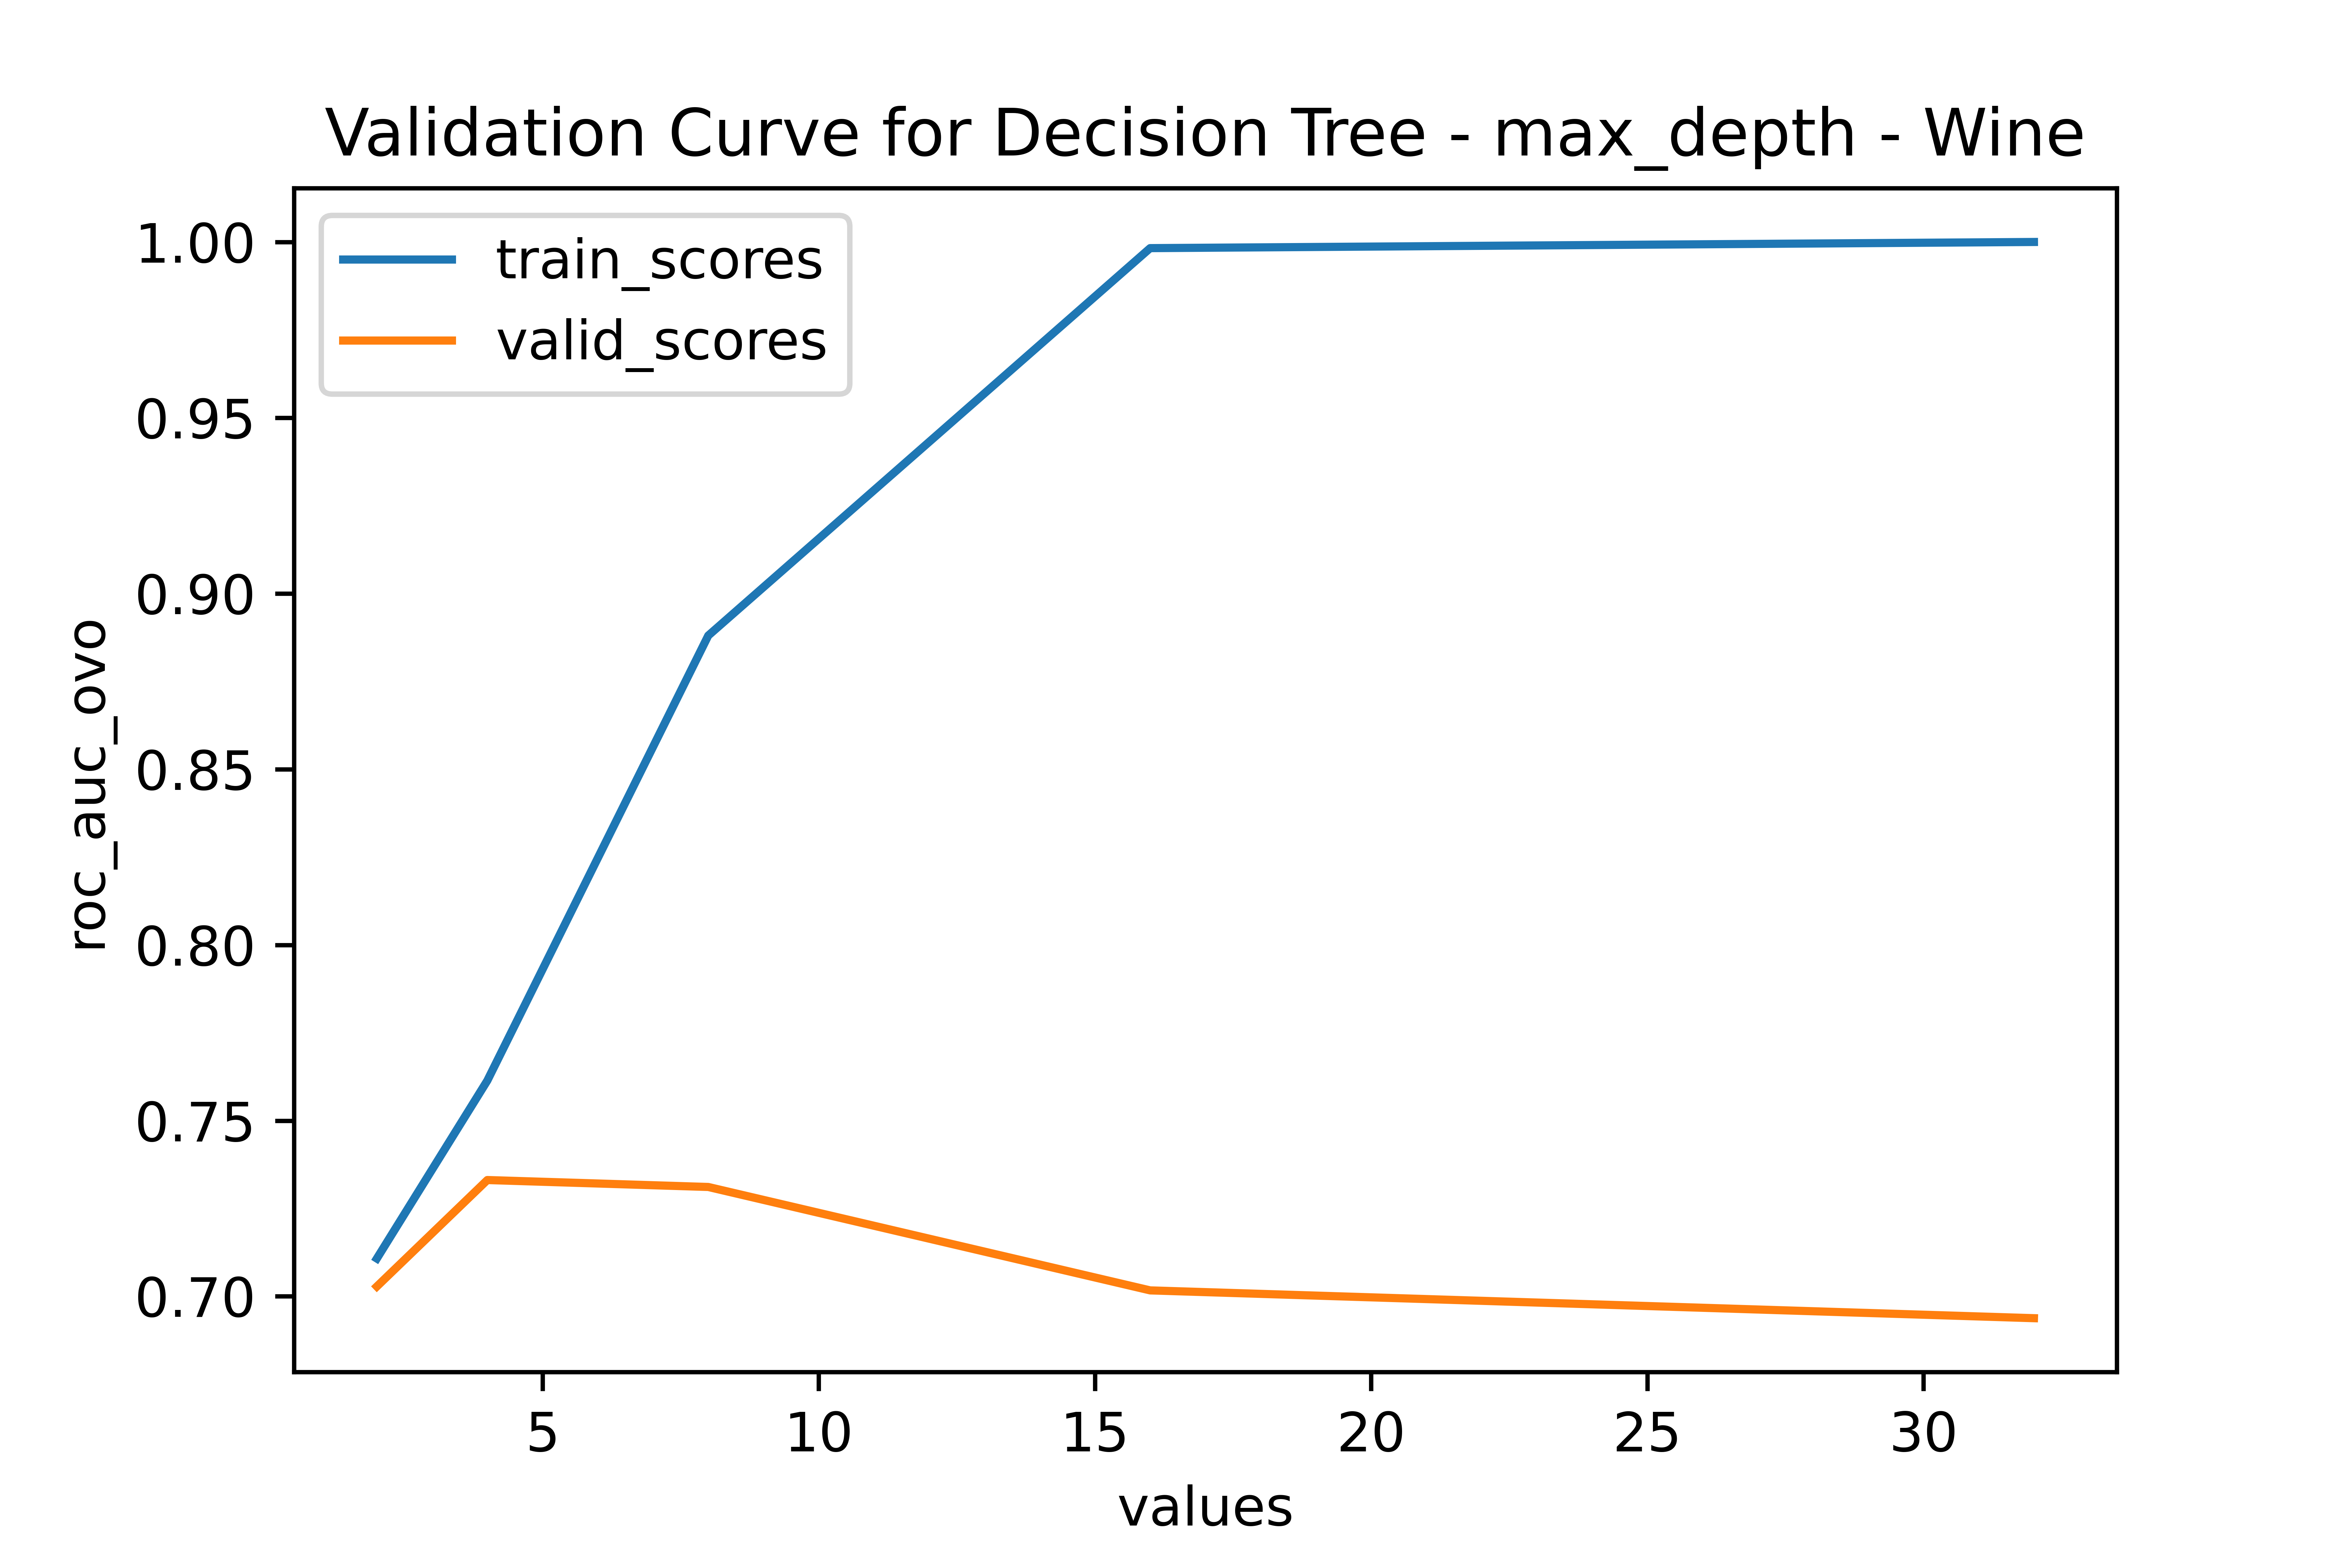 Validation Curve for Decision Tree - max_depth - Wine
train_scores
valid_scores
1.00
0.95
0.90
0.85
0.80
0.75
0.70
roc_auc_ovo
5 10 15 20 25 30
values